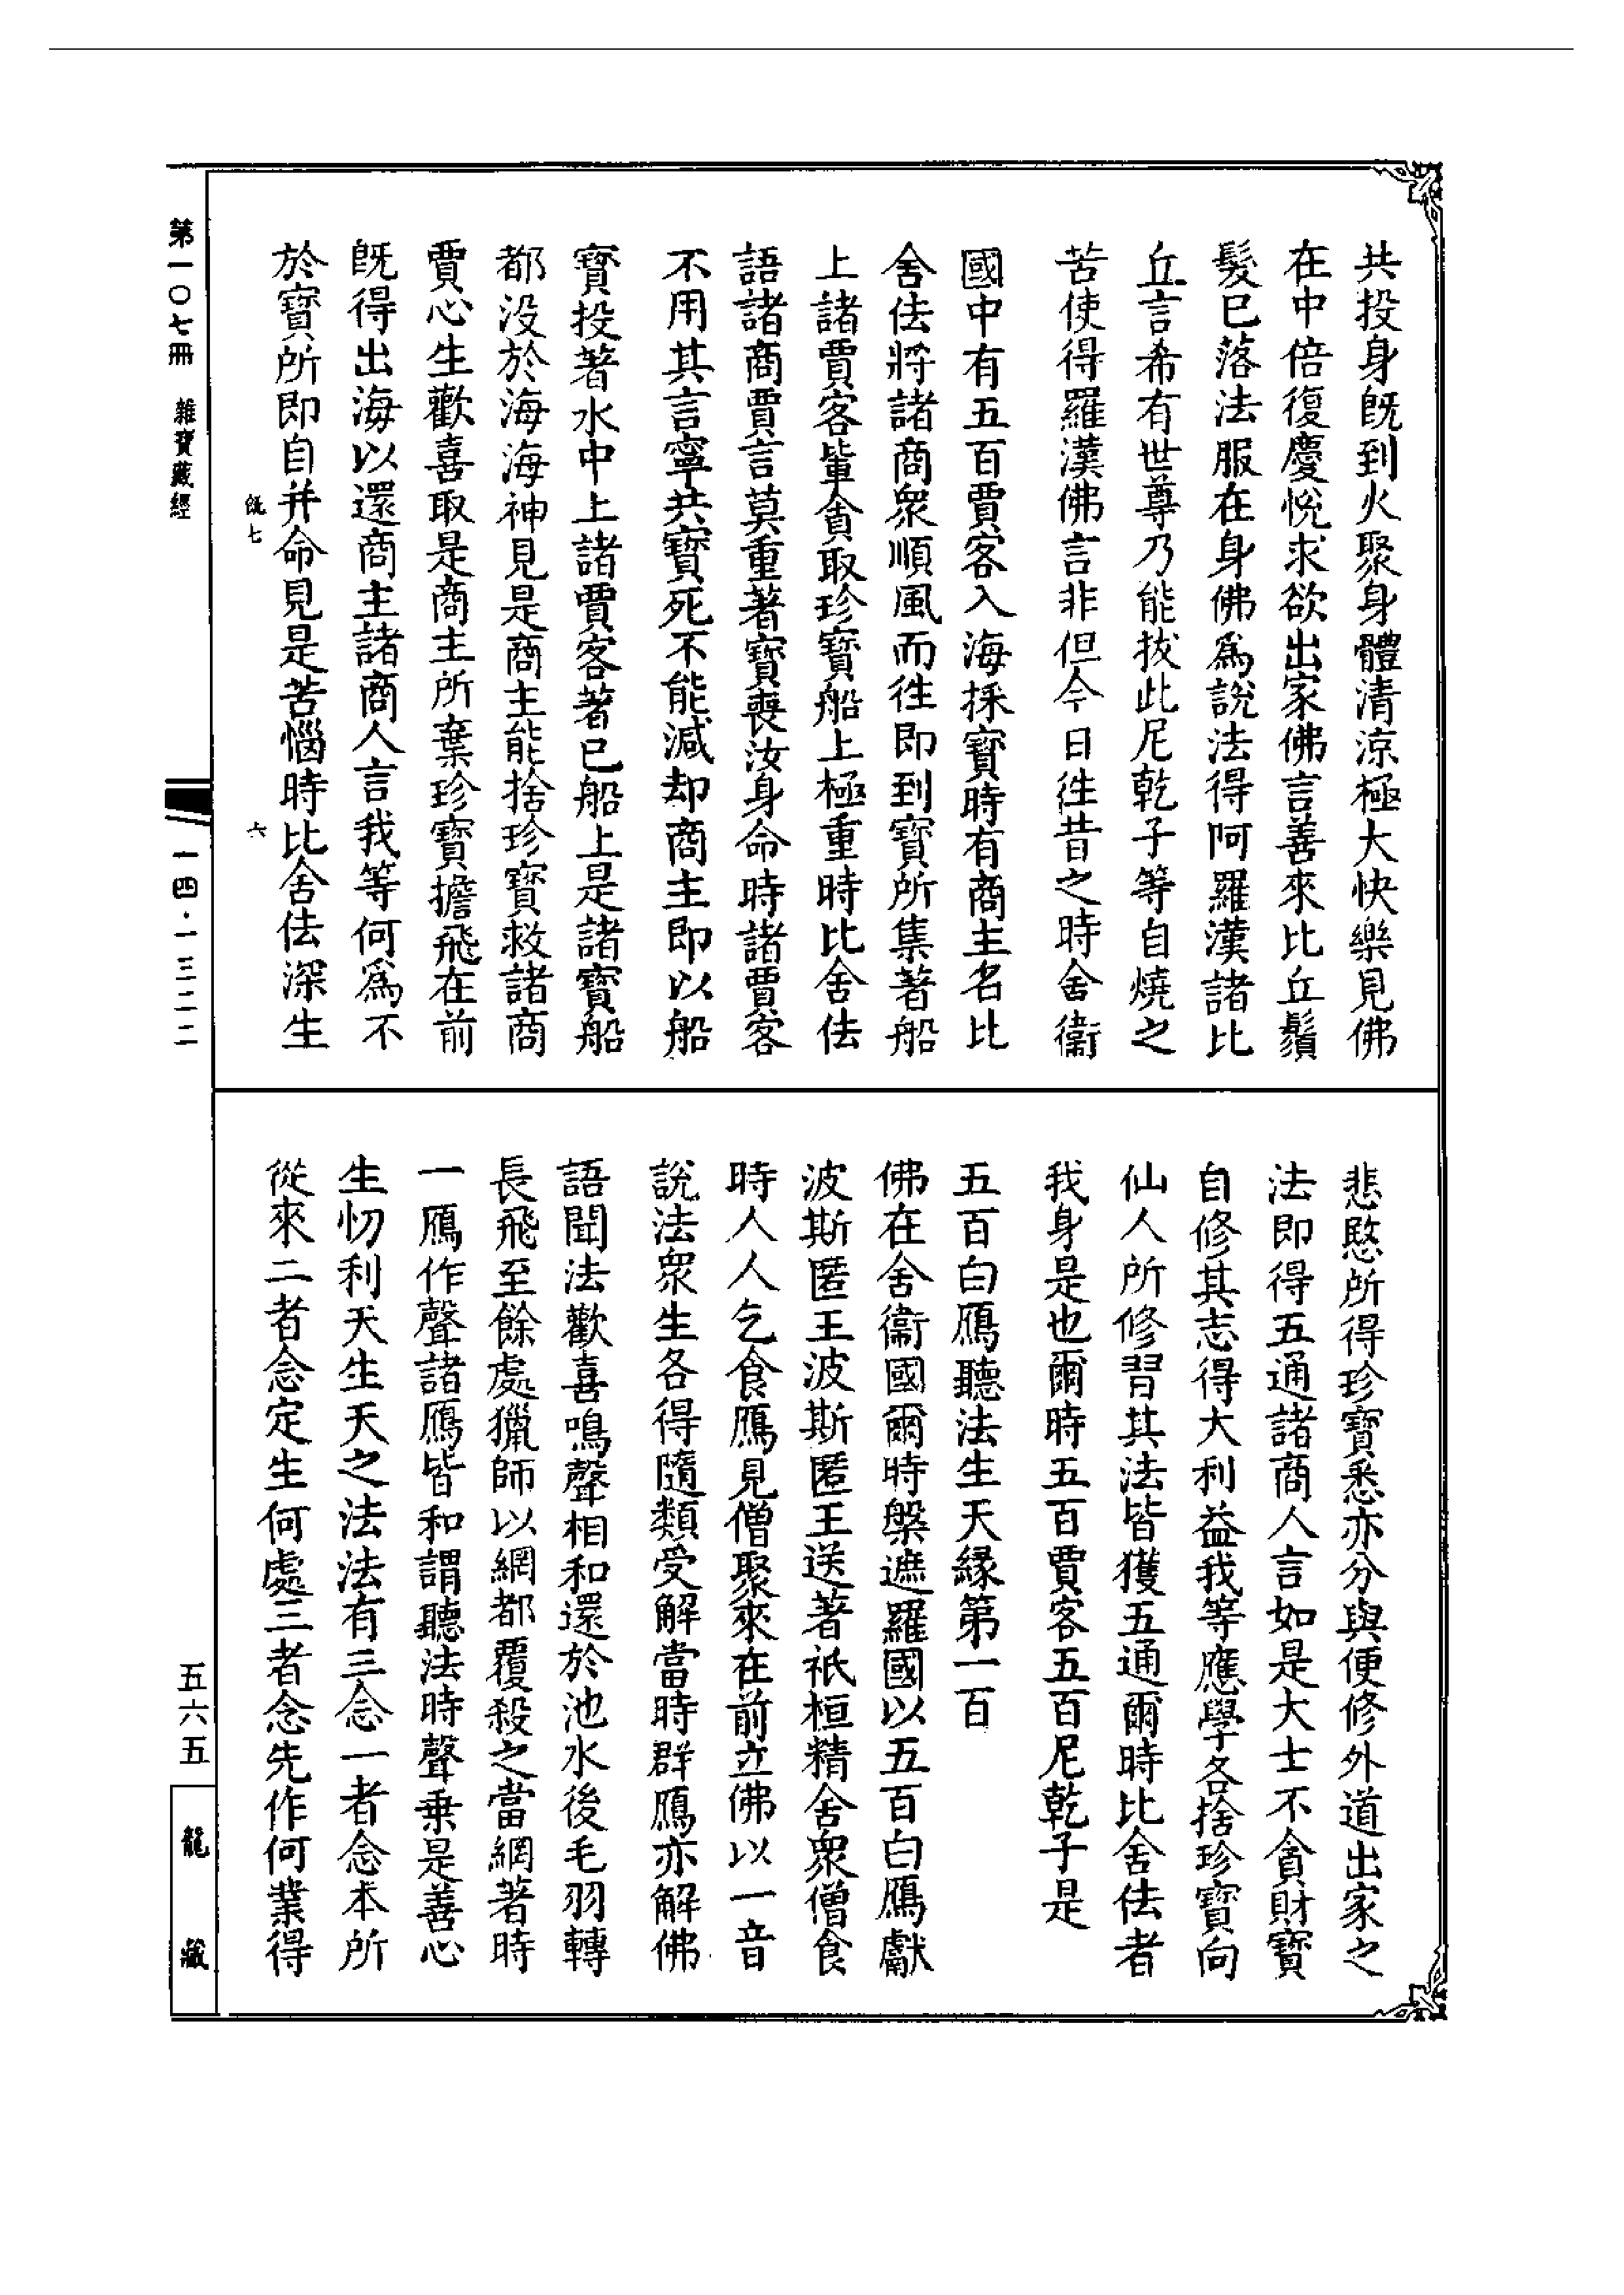 共投身旣到火聚身體清涼極大快樂見佛
在中倍復慶悅求欲出家佛言善來比丘鬚
髮已落法服在身佛爲說法得阿羅漢諸比
丘言希有世尊乃能拔此尼乾子等自燒之
苦使得羅漢佛言非但今日徃昔之時舍衞
國中有五百賈客入海採寶時有商主名比
舍佉將諸商衆順風而徃即到寶所集著船
上諸賈客軰貪取珍寶船上極重時比舍佉
語諸商賈言莫重著寶喪汝身命時諸賈客
不用其言寧共寶死不能減却商主即以船
寶投著水中上諸賈客著已船上是諸寶船
都没於海海神見是商主能捨珍寶救諸商
賈心生歡喜取是商主所棄珍寶擔飛在前
旣得出海以還商主諸商人言我等何爲不
於寶所即自并命見是苦惱時比舍佉深生
旣七
六
悲愍所得珍寶悉亦分與便修外道出家之
法即得五通諸商人言如是大士不貪財寶
自修其志得大利益我等應學各捨珍寶向
仙人所修習其法皆獲五通爾時比舍佉者
我身是也爾時五百賈客五百尼乾子是
五百白鴈聽法生天緣第一百
佛在舍衞國爾時槃遮羅國以五百白鴈獻
波斯匿王波斯匿王送著祇桓精舍衆僧食
時人人乞食鴈見僧聚來在前立佛以一音
說法衆生各得隨類受解當時群鴈亦解佛
語聞法歡喜鳴聲相和還於池水後毛羽轉
長飛至餘處獵師以網都覆殺之當網著時
一鴈作聲諸鴈皆和謂聽法時聲乗是善心
生忉利天生天之法法有三念一者念本所
從來二者念定生何處三者念先作何業得
第一〇七冊 雜寶藏經
一四·一三二二
五六五
龍藏